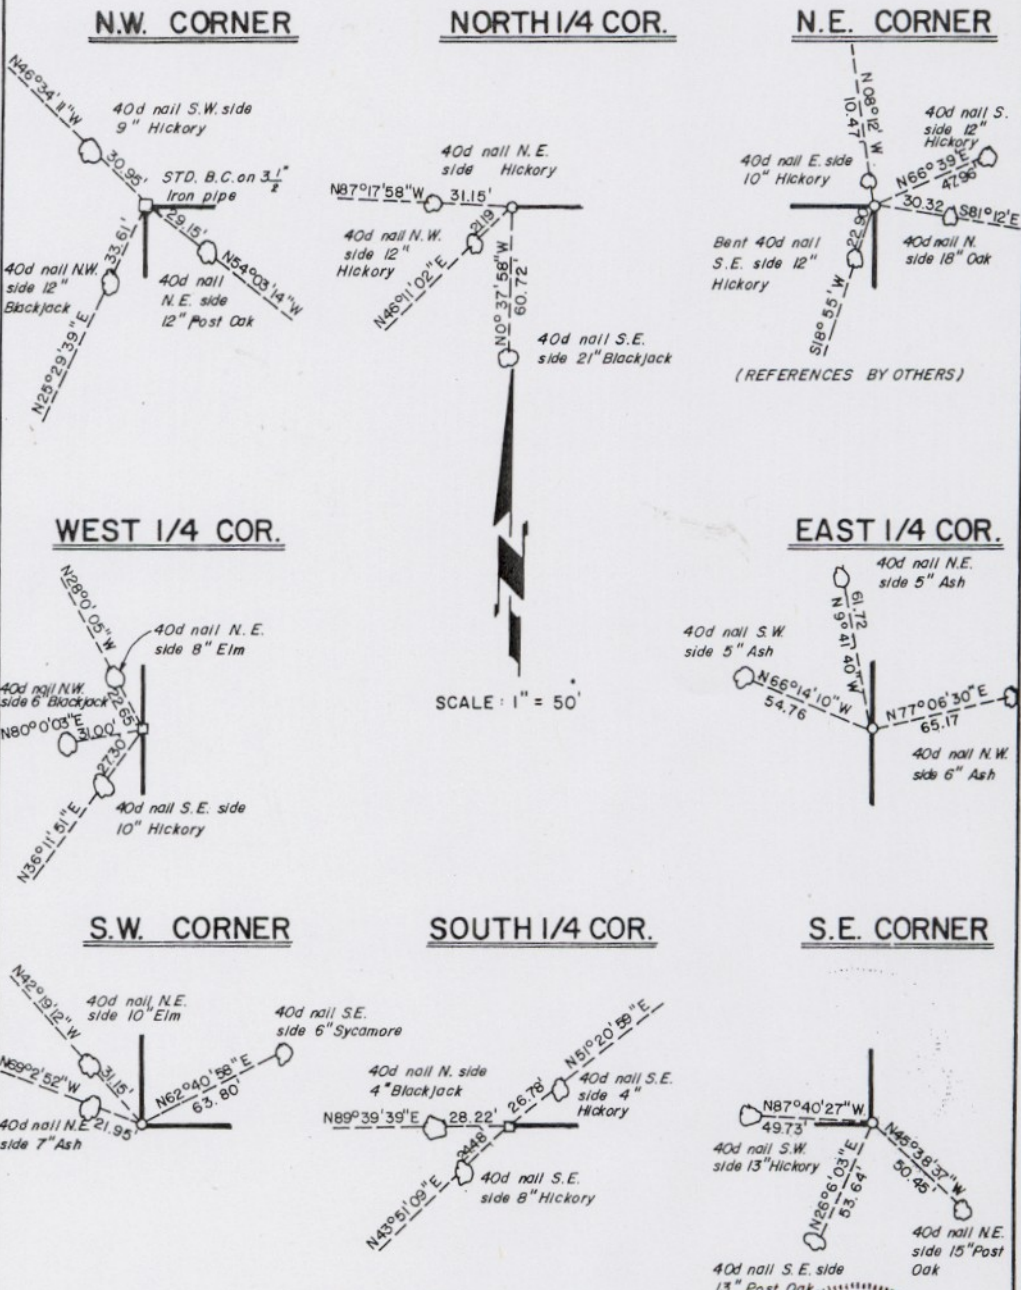 N.W. CORNER
N46°34'11"W
30.95'
40d nail S.W. side
9" Hickory
STD. B.C. on 3 1/2"
Iron pipe
33.61'
29.15'
40d nail N.W.
side 12"
Blackjack
N25°29'39"E
40d nail
N.E. side
12" Post Oak
N54°03'14"W
NORTH 1/4 COR.
40d nail N.E.
side Hickory
N87°17'58"W
31.15'
21.19
40d nail N.W.
side 12"
Hickory
N46°11'02"E
N0°37'58"W
60.72'
40d nail S.E.
side 21" Blackjack
N.E. CORNER
N 08°12' W
10.47
40d nail S.
side 12"
Hickory
40d nail E. side
10" Hickory
N66°39'E
47.96
30.32
S81°12'E
22.90
Bent 40d nail
S.E. side 12"
Hickory
40d nail N.
side 18" Oak
S18°55'W
(REFERENCES BY OTHERS)
WEST 1/4 COR.
N28°0'05"W
40d nail N.E.
side 8" Elm
40d nail N.W.
side 6" Blackjack
22.65'
N80°0'03"E
31.00'
27.30'
40d nail S.E. side
10" Hickory
N36°11'51"E
SCALE: 1" = 50'
EAST 1/4 COR.
40d nail N.E.
side 5" Ash
61.72
N 9°41'40"W
40d nail S.W.
side 5" Ash
N66°14'10"W
54.76
N77°06'30"E
65.17
40d nail N.W.
side 6" Ash
S.W. CORNER
N42°19'12"W
40d nail N.E.
side 10" Elm
31.15'
40d nail S.E.
side 6" Sycamore
N62°40'58"E
63.80'
N69°2'52"W
21.95'
40d nail N.E.
side 7" Ash
SOUTH 1/4 COR.
N51°20'59"E
26.78'
40d nail N. side
4" Blackjack
40d nail S.E.
side 4"
Hickory
N89°39'39"E
28.22'
24.48
40d nail S.E.
side 8" Hickory
N43°51'09"E
S.E. CORNER
N87°40'27"W
49.73'
40d nail S.W.
side 13" Hickory
N26°6'03"E
53.64'
N45°38'37"W
50.45'
40d nail N.E.
side 15" Post
Oak
40d nail S.E. side
13" Post Oak